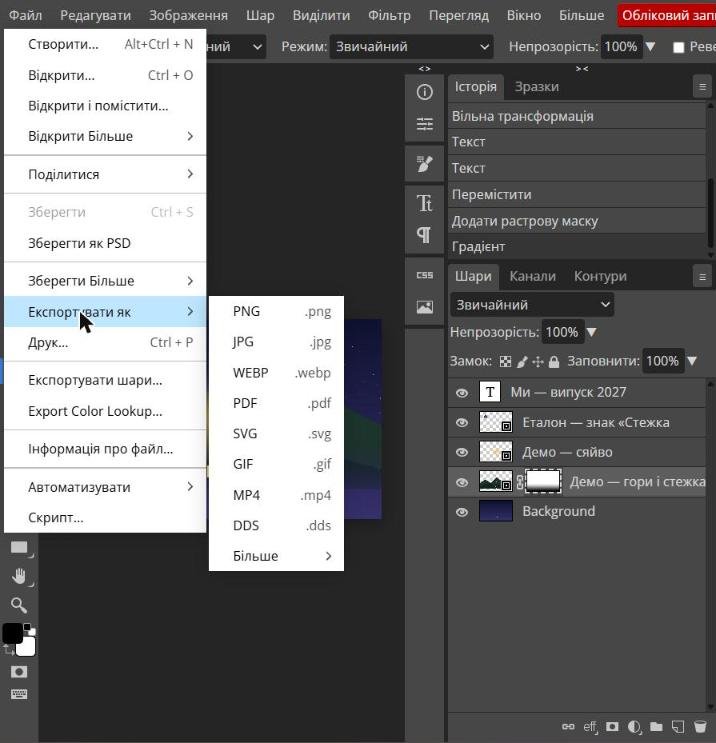 Файл Редагувати Зображення Шар Виділити Фільтр Перегляд Вікно Більше Обліковий зап
ний Режим: Звичайний Непрозорість: 100% Реве
Створити... Alt+Ctrl + N
Відкрити... Ctrl + O
Відкрити і помістити...
Відкрити Більше
Поділитися
Зберегти Ctrl + S
Зберегти як PSD
Зберегти Більше
Експортувати як
Друк... Ctrl + P
Експортувати шари...
Export Color Lookup...
Інформація про файл...
Автоматизувати
Скрипт...
PNG .png
JPG .jpg
WEBP .webp
PDF .pdf
SVG .svg
GIF .gif
MP4 .mp4
DDS .dds
Більше
<> ><
CSS
Історія Зразки
Вільна трансформація
Текст
Текст
Перемістити
Додати растрову маску
Градієнт
Шари Канали Контури
Звичайний
Непрозорість: 100%
Замок: Заповнити: 100%
T Ми — випуск 2027
Еталон — знак «Стежка
Демо — сяйво
Демо — гори і стежка
Background
eff